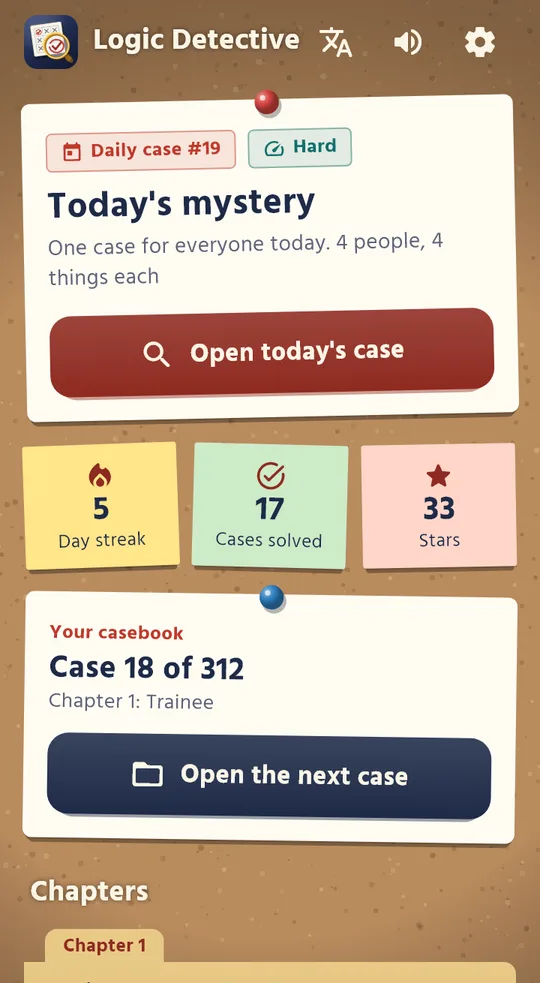 Logic Detective
Daily case #19
Hard
Today's mystery
One case for everyone today. 4 people, 4
things each
Open today's case
5
Day streak
17
Cases solved
33
Stars
Your casebook
Case 18 of 312
Chapter 1: Trainee
Open the next case
Chapters
Chapter 1